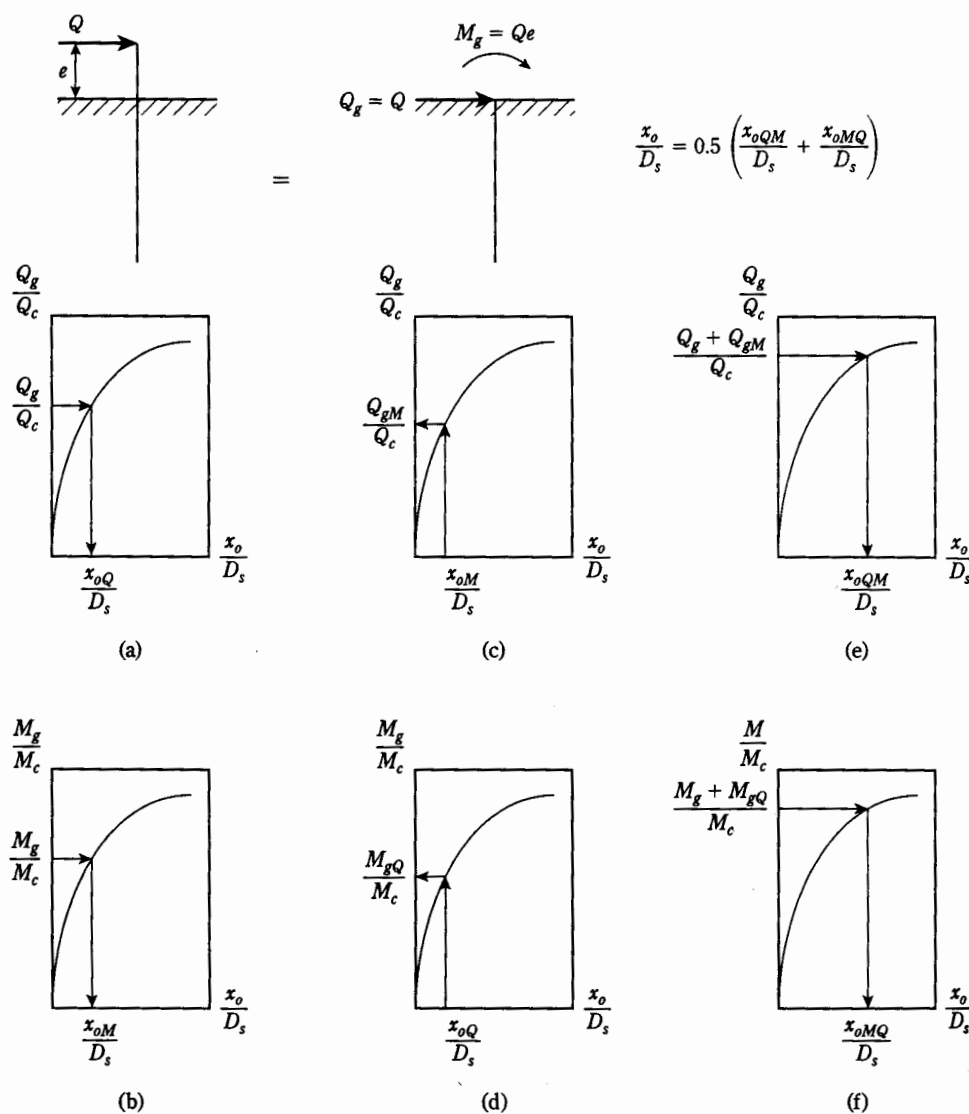 Q
e
=
M_g = Qe
Q_g = Q
x_o/D_s = 0.5 (x_oQM/D_s + x_oMQ/D_s)
Q_g/Q_c
Q_g/Q_c
x_oQ/D_s
x_o/D_s
(a)
Q_g/Q_c
Q_gM/Q_c
x_oM/D_s
x_o/D_s
(c)
Q_g/Q_c
Q_g + Q_gM/Q_c
x_oQM/D_s
x_o/D_s
(e)
M_g/M_c
M_g/M_c
x_oM/D_s
x_o/D_s
(b)
M_g/M_c
M_gQ/M_c
x_oQ/D_s
x_o/D_s
(d)
M/M_c
M_g + M_gQ/M_c
x_oMQ/D_s
x_o/D_s
(f)